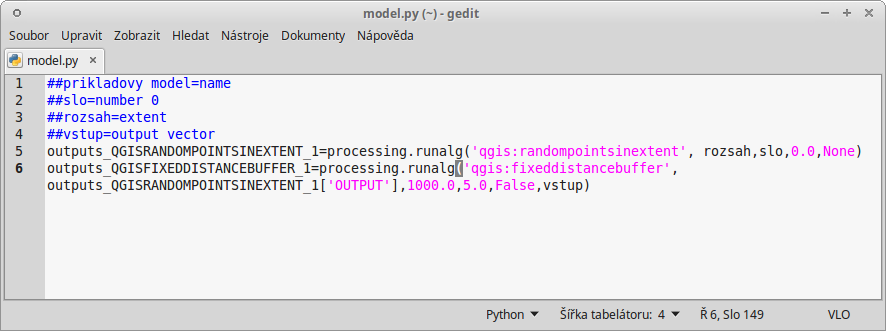 model.py (~) - gedit
Soubor Upravit Zobrazit Hledat Nástroje Dokumenty Nápověda
model.py ×
1 ##prikladovy model=name
2 ##slo=number 0
3 ##rozsah=extent
4 ##vstup=output vector
5 outputs_QGISRANDOMPOINTSINEXTENT_1=processing.runalg('qgis:randompointsinextent', rozsah,slo,0.0,None)
6 outputs_QGISFIXEDDISTANCEBUFFER_1=processing.runalg('qgis:fixeddistancebuffer',
outputs_QGISRANDOMPOINTSINEXTENT_1['OUTPUT'],1000.0,5.0,False,vstup)
Python Šířka tabelátoru: 4 Ř 6, Slo 149 VLO